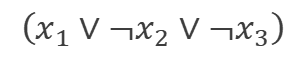 (x₁ ∨ ¬x₂ ∨ ¬x₃)